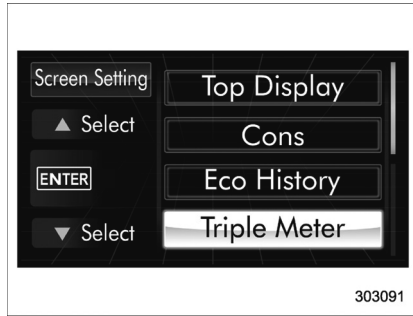 Screen Setting
Top Display
▲ Select
Cons
ENTER
Eco History
▼ Select
Triple Meter
303091